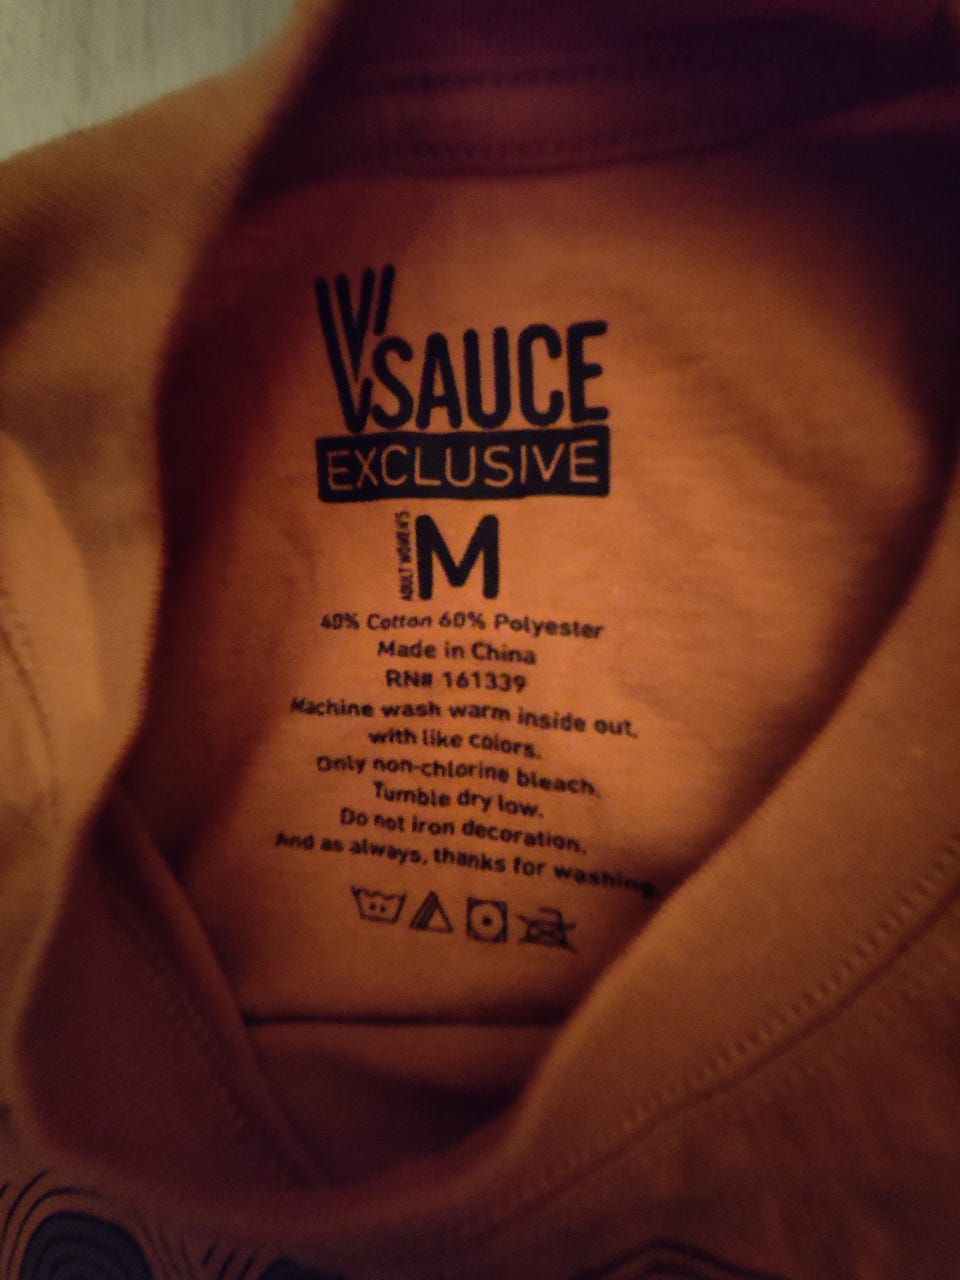 VSAUCE
EXCLUSIVE
ADULT WOMEN'S
M
40% Cotton 60% Polyester
Made in China
RN# 161339
Machine wash warm inside out,
with like colors.
Only non-chlorine bleach.
Tumble dry low.
Do not iron decoration.
And as always, thanks for washing.